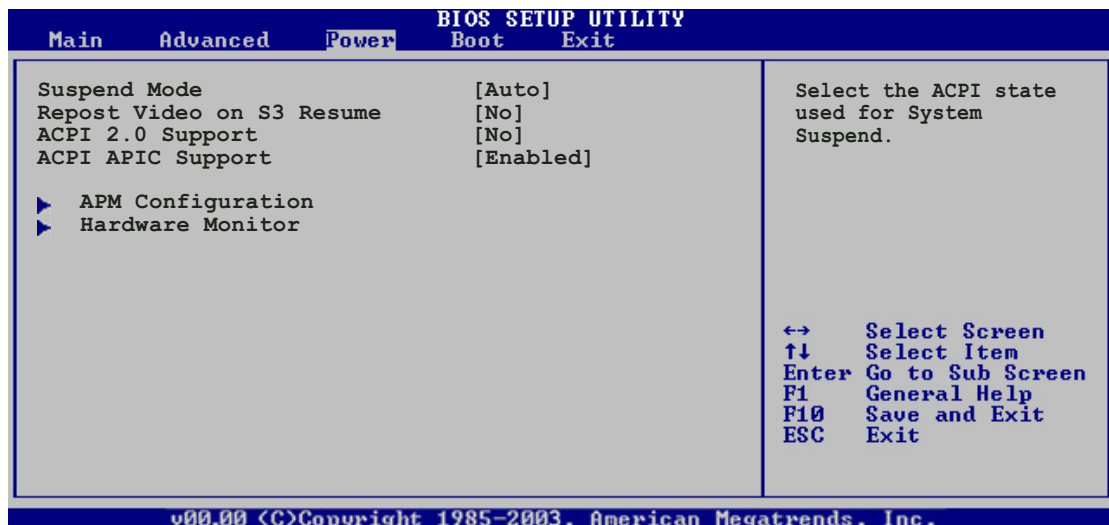 BIOS SETUP UTILITY
Main Advanced Power Boot Exit
Suspend Mode [Auto]
Repost Video on S3 Resume [No]
ACPI 2.0 Support [No]
ACPI APIC Support [Enabled]
APM Configuration
Hardware Monitor
Select the ACPI state
used for System
Suspend.
←→ Select Screen
↑↓ Select Item
Enter Go to Sub Screen
F1 General Help
F10 Save and Exit
ESC Exit
v00.00 (C)Copyright 1985-2003, American Megatrends, Inc.